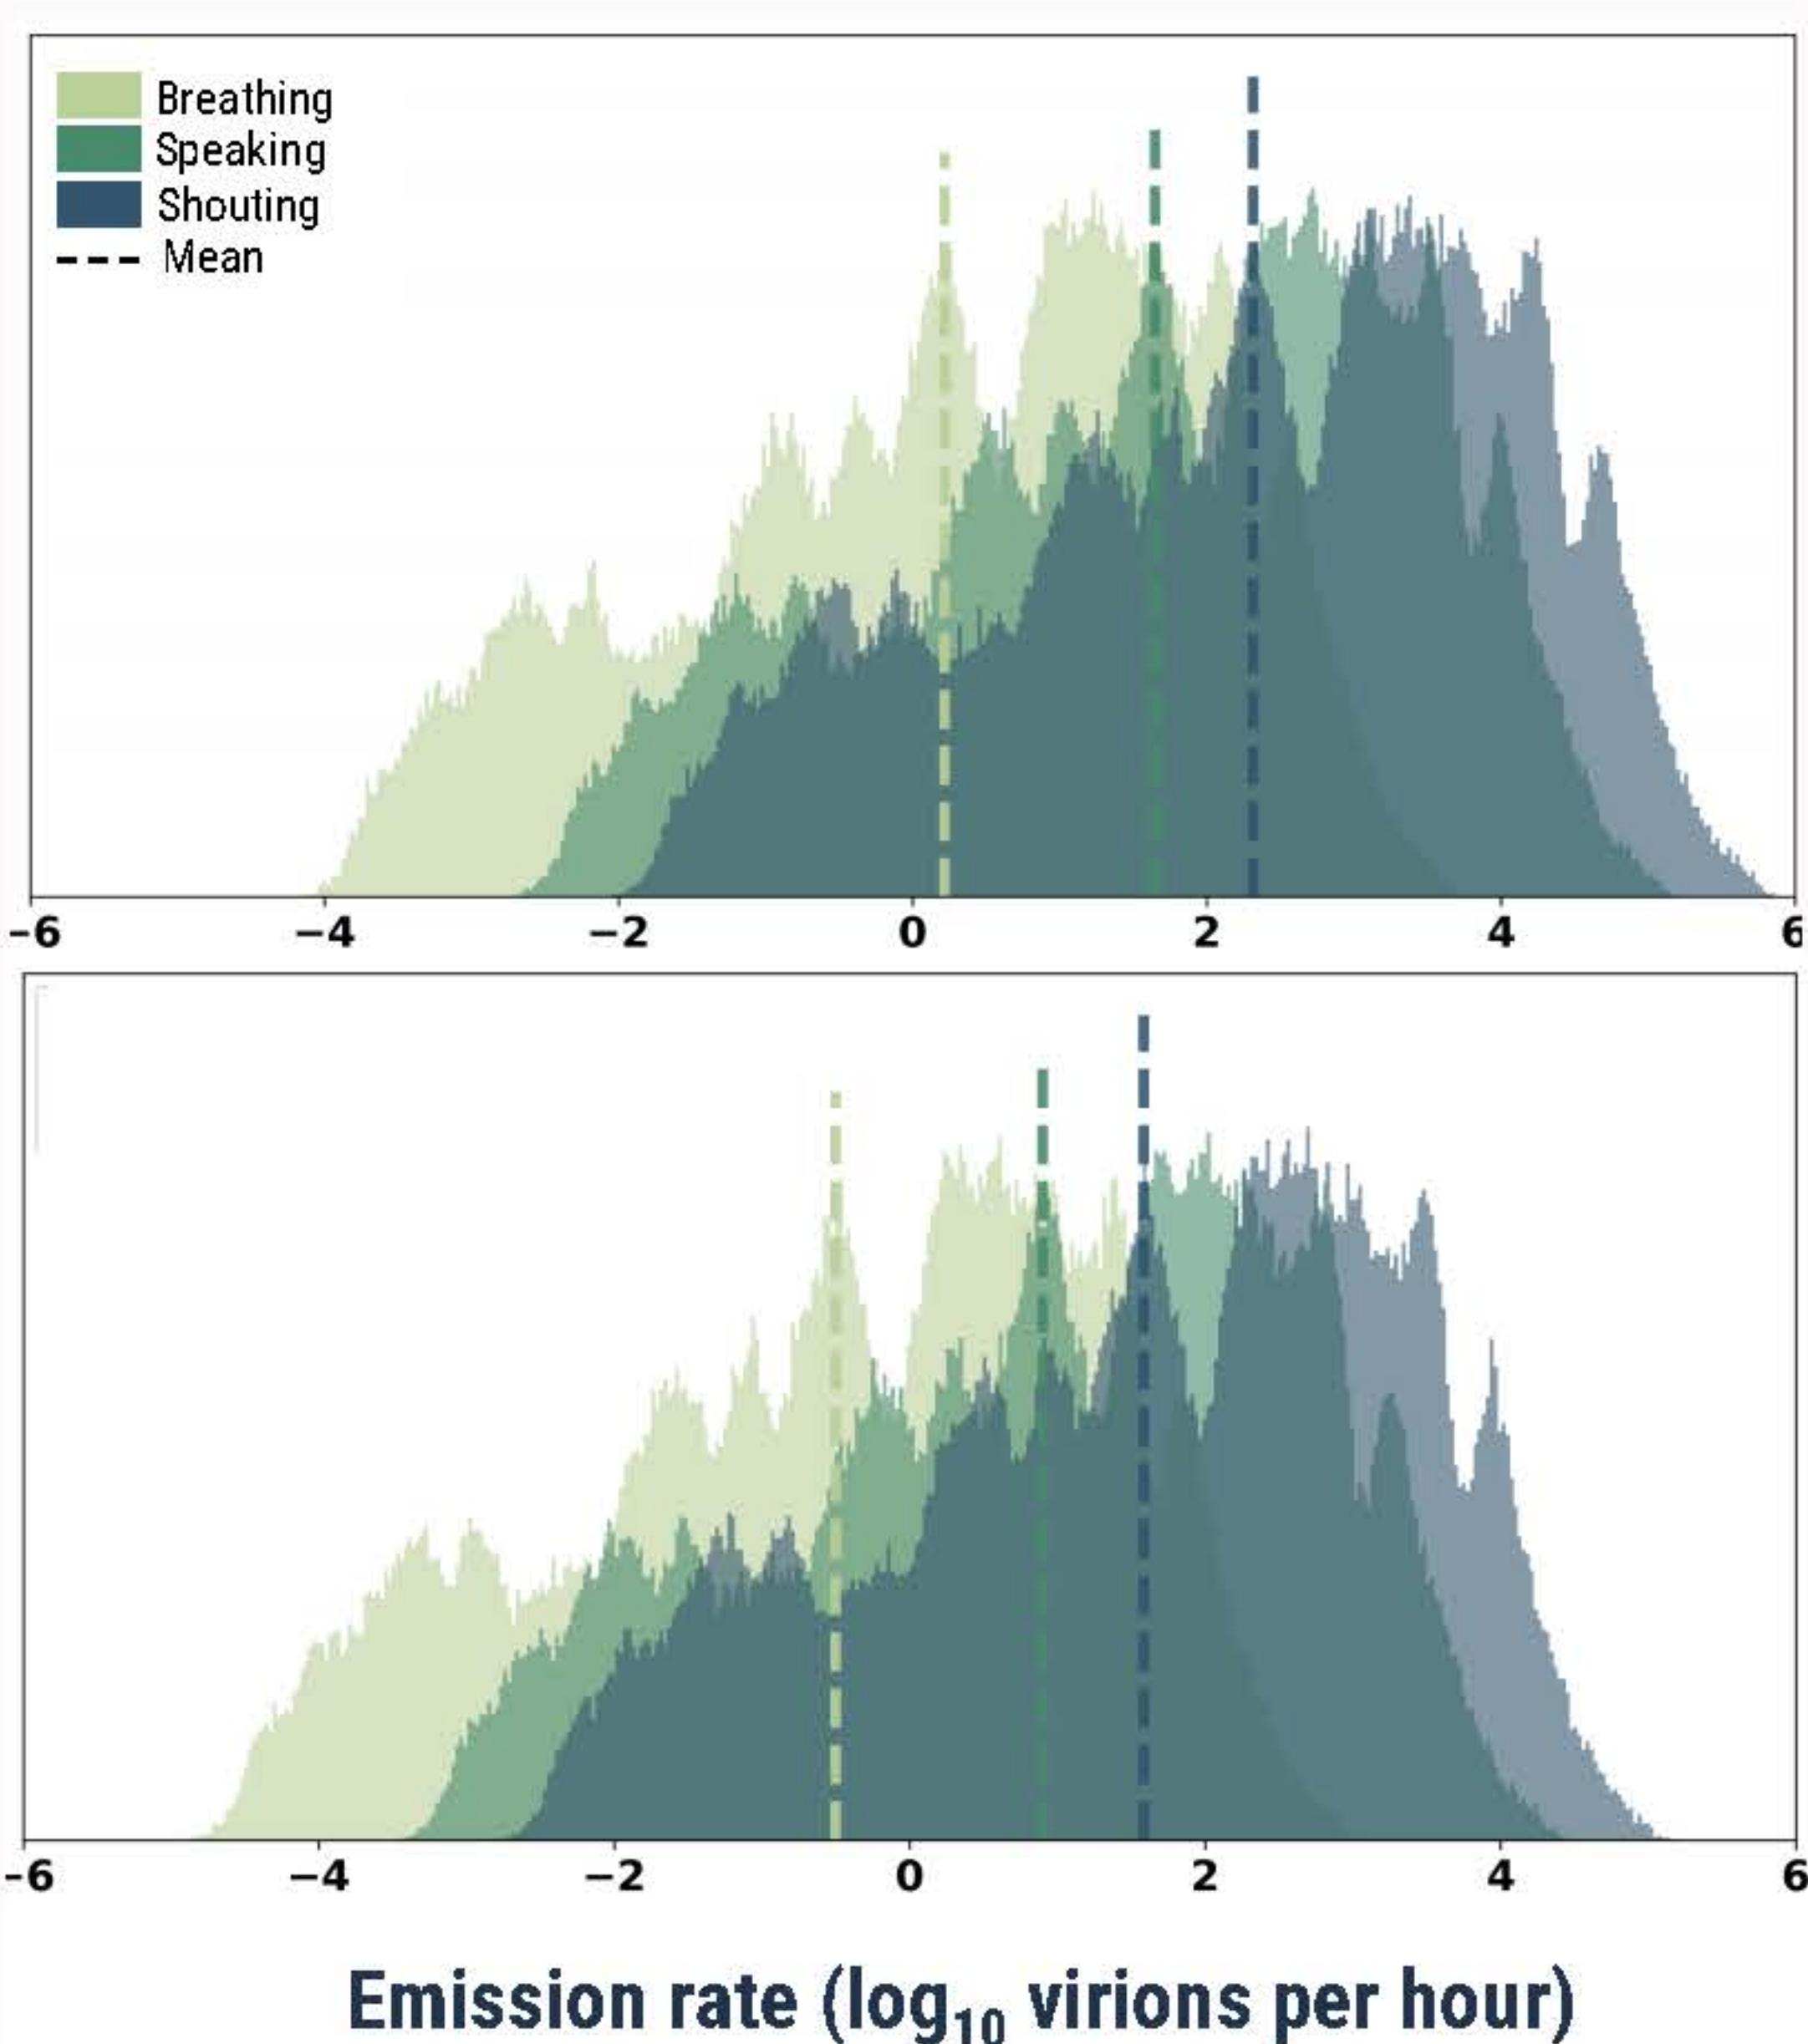 Breathing
Speaking
Shouting
Mean
−6 −4 −2 0 2 4 6
-6 −4 −2 0 2 4 6
Emission rate (log₁₀ virions per hour)